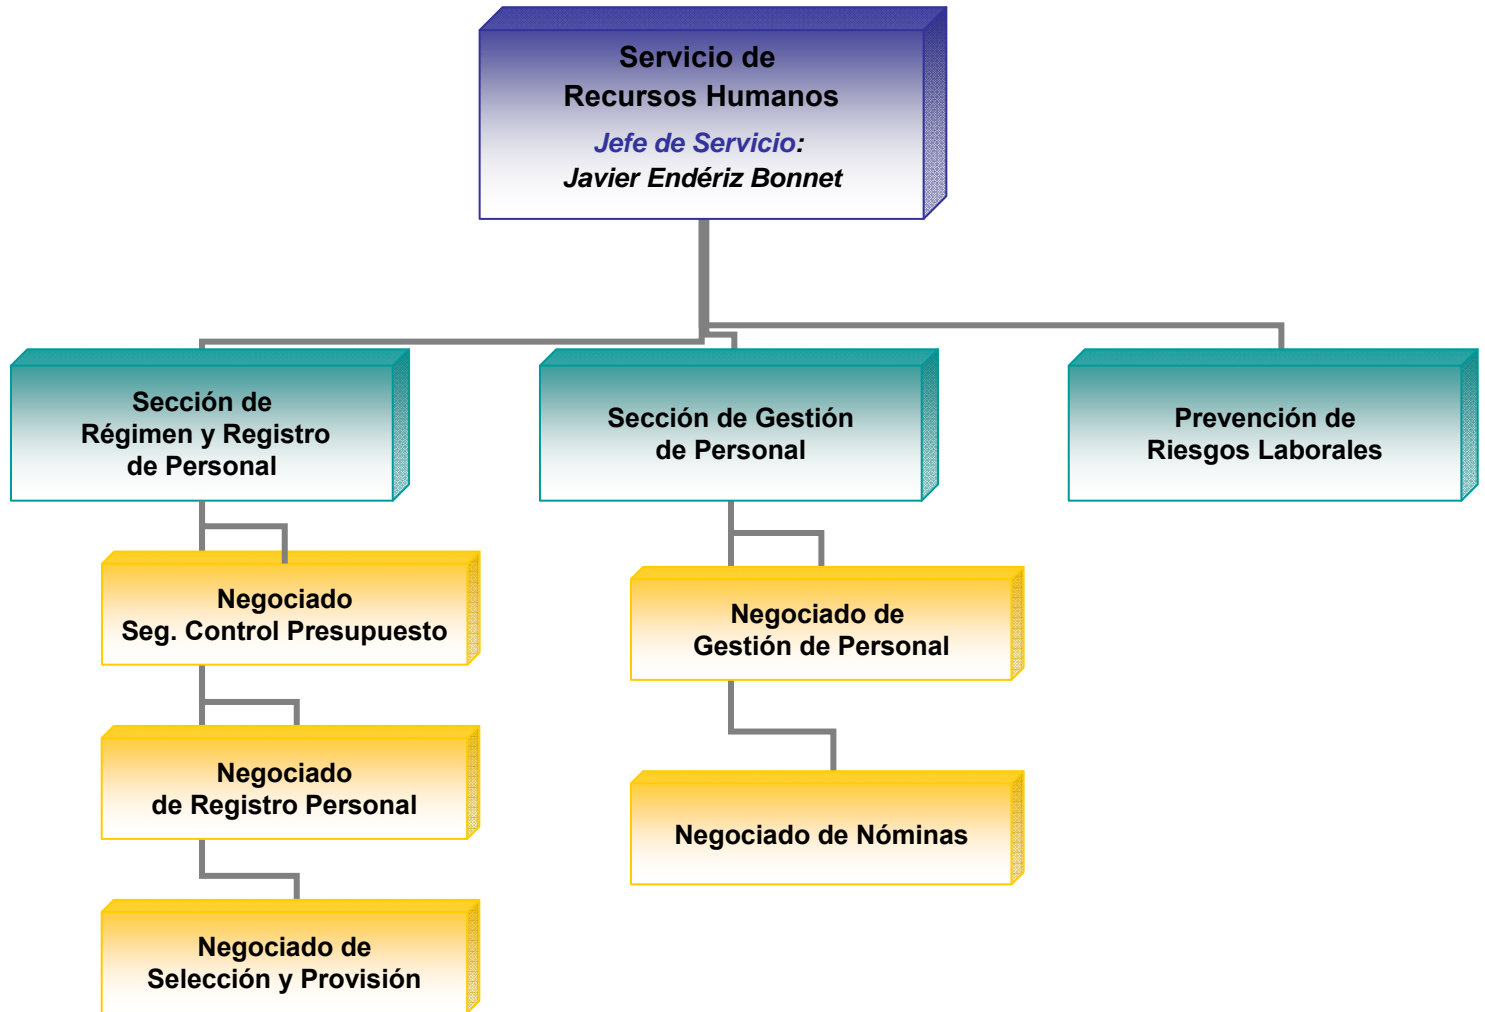 Servicio de
Recursos Humanos
Jefe de Servicio:
Javier Endériz Bonnet
Sección de
Régimen y Registro
de Personal
Sección de Gestión
de Personal
Prevención de
Riesgos Laborales
Negociado
Seg. Control Presupuesto
Negociado de
Gestión de Personal
Negociado
de Registro Personal
Negociado de Nóminas
Negociado de
Selección y Provisión